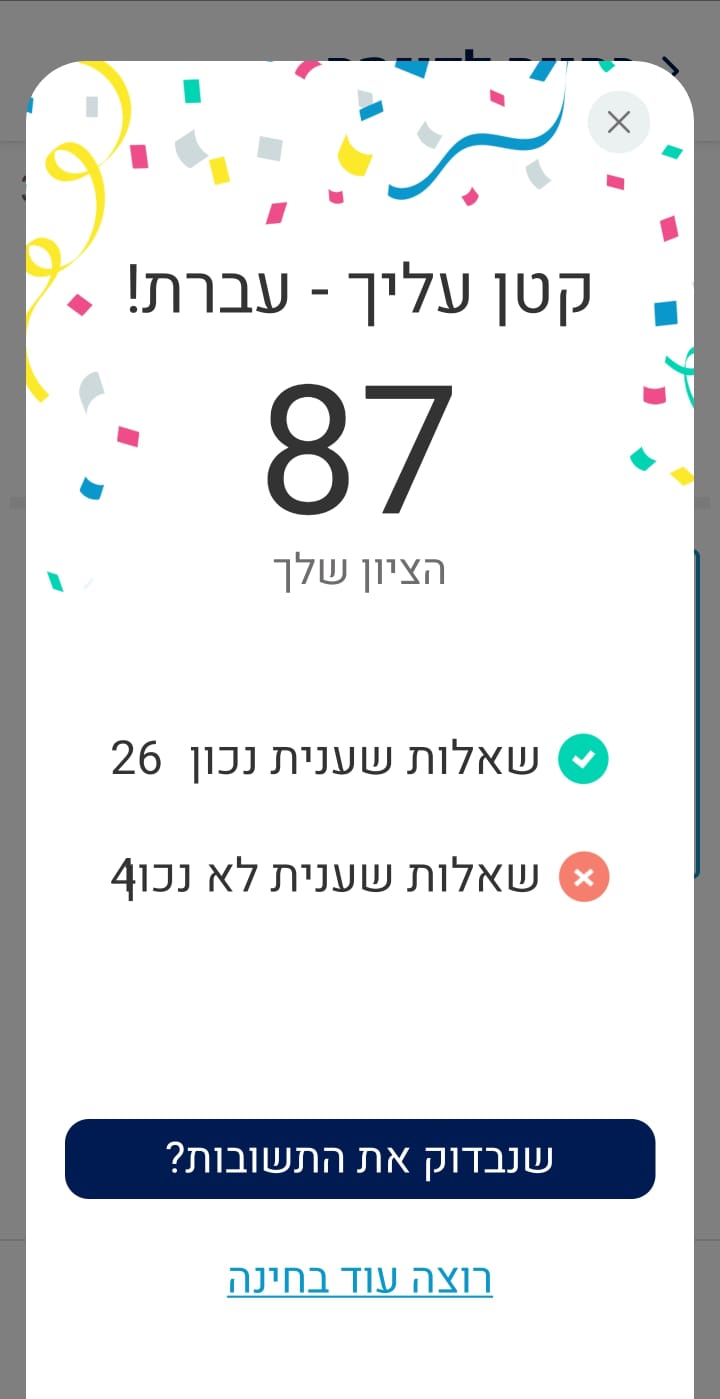 קטן עליך - עברת!
87
הציון שלך
שאלות שענית נכון 26
שאלות שענית לא נכון 4
שנבדוק את התשובות?
רוצה עוד בחינה